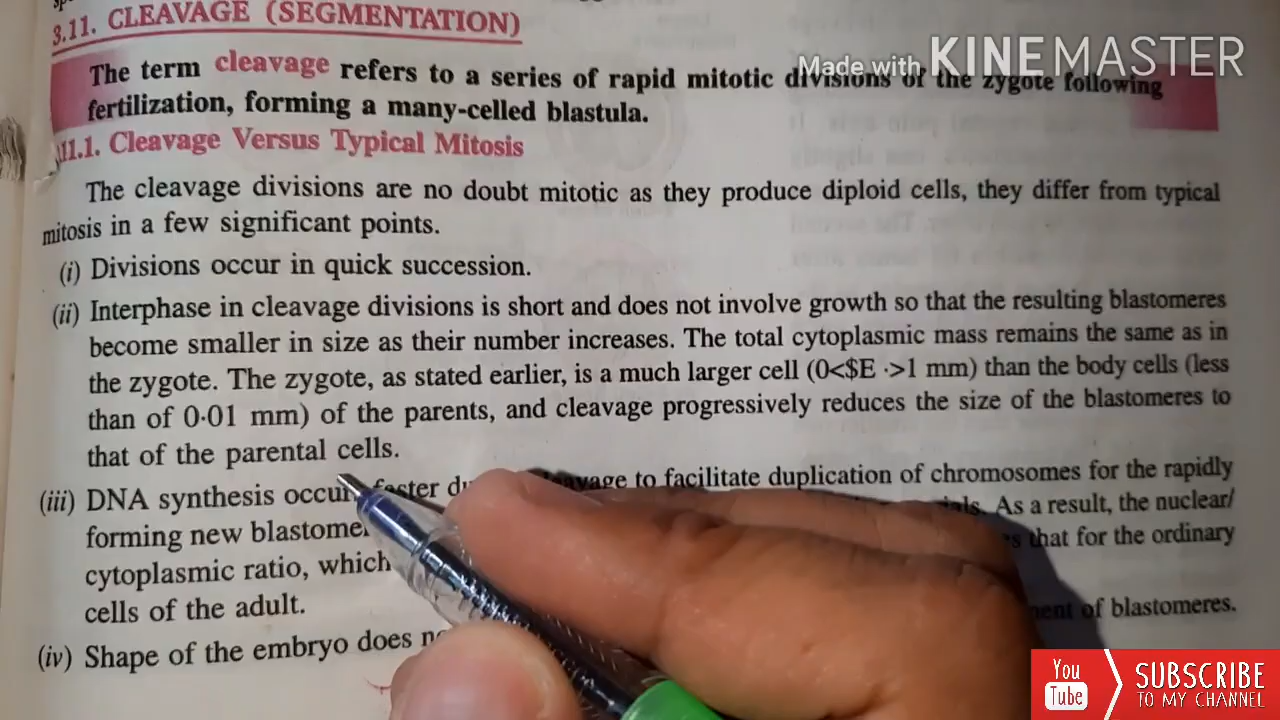 3.11. CLEAVAGE (SEGMENTATION)
Made with KINEMASTER
The term cleavage refers to a series of rapid mitotic divisions of the zygote following
fertilization, forming a many-celled blastula.
11.1. Cleavage Versus Typical Mitosis
The cleavage divisions are no doubt mitotic as they produce diploid cells, they differ from typical
mitosis in a few significant points.
(i) Divisions occur in quick succession.
(ii) Interphase in cleavage divisions is short and does not involve growth so that the resulting blastomeres
become smaller in size as their number increases. The total cytoplasmic mass remains the same as in
the zygote. The zygote, as stated earlier, is a much larger cell (0<$E ·>1 mm) than the body cells (less
than of 0·01 mm) of the parents, and cleavage progressively reduces the size of the blastomeres to
that of the parental cells.
(iii) DNA synthesis occurs faster to facilitate duplication of chromosomes for the rapidly
forming new As a result, the nuclear/
cytoplasmic ratio, which that for the ordinary
cells of the adult.
(iv) Shape of the embryo does of blastomeres.
You Tube
SUBSCRIBE
TO MY CHANNEL